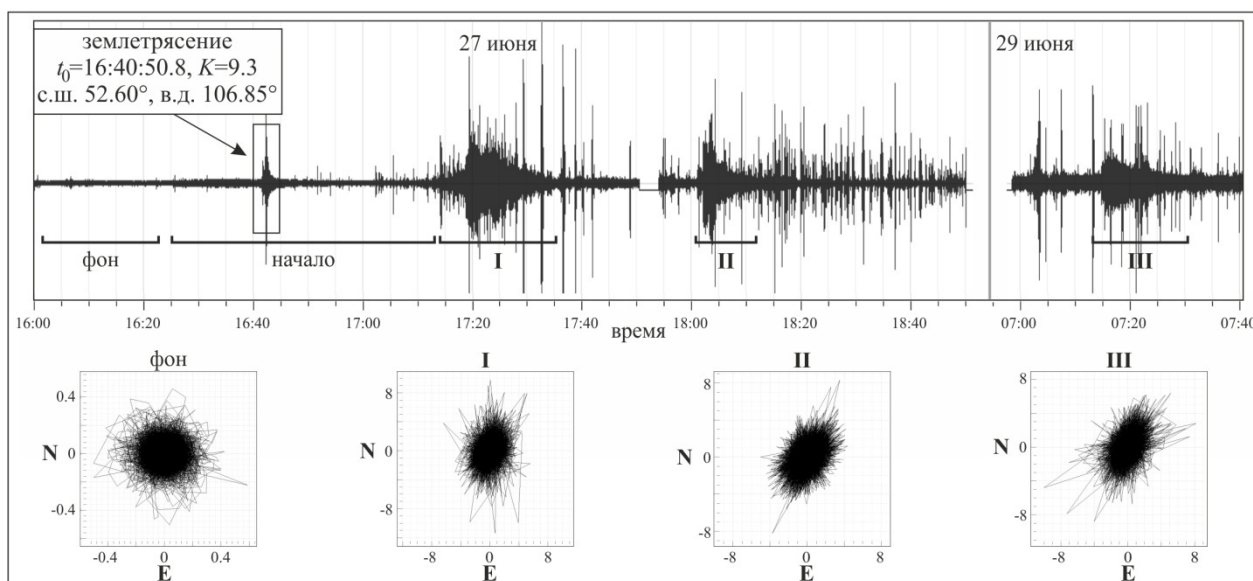 землетрясение
t₀=16:40:50.8, K=9.3
с.ш. 52.60°, в.д. 106.85°
27 июня
29 июня
фон
начало
I
II
III
16:00 16:20 16:40 17:00 17:20 17:40 18:00 18:20 18:40 07:00 07:20 07:40
время
фон
I
II
III
0.4
N 0
-0.4
-0.4 0 0.4
E
8
N 0
-8
-8 0 8
E
8
N 0
-8
-8 0 8
E
8
N 0
-8
-8 0 8
E